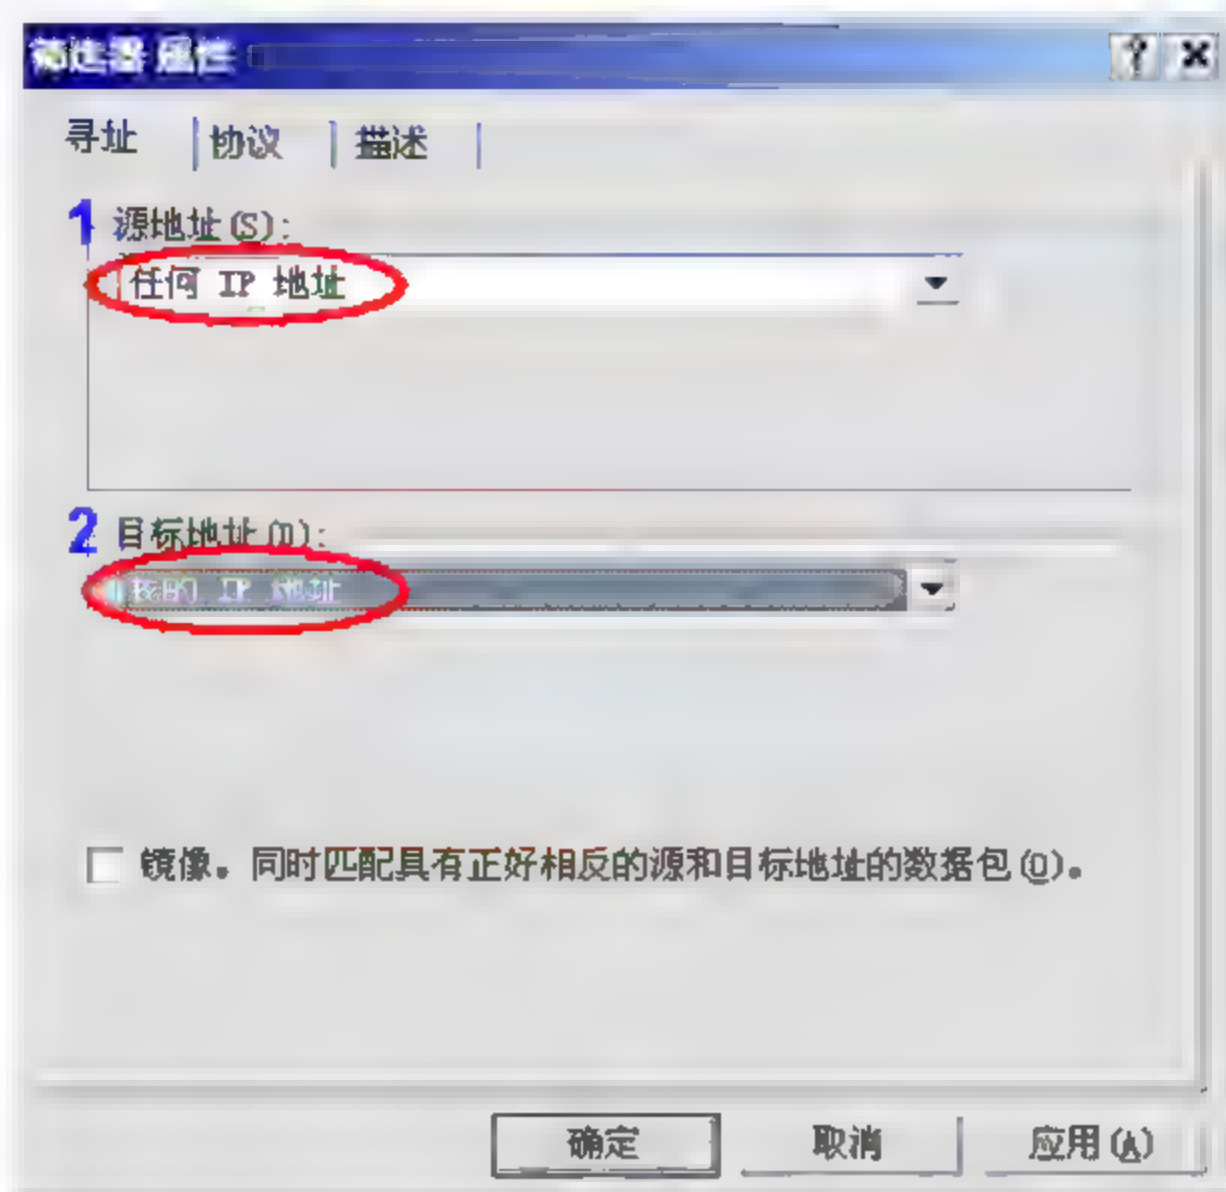 筛选器 属性
寻址 协议 描述
1 源地址(S):
任何 IP 地址
2 目标地址(D):
我的 IP 地址
镜像。同时匹配具有正好相反的源和目标地址的数据包(O)。
确定 取消 应用(A)